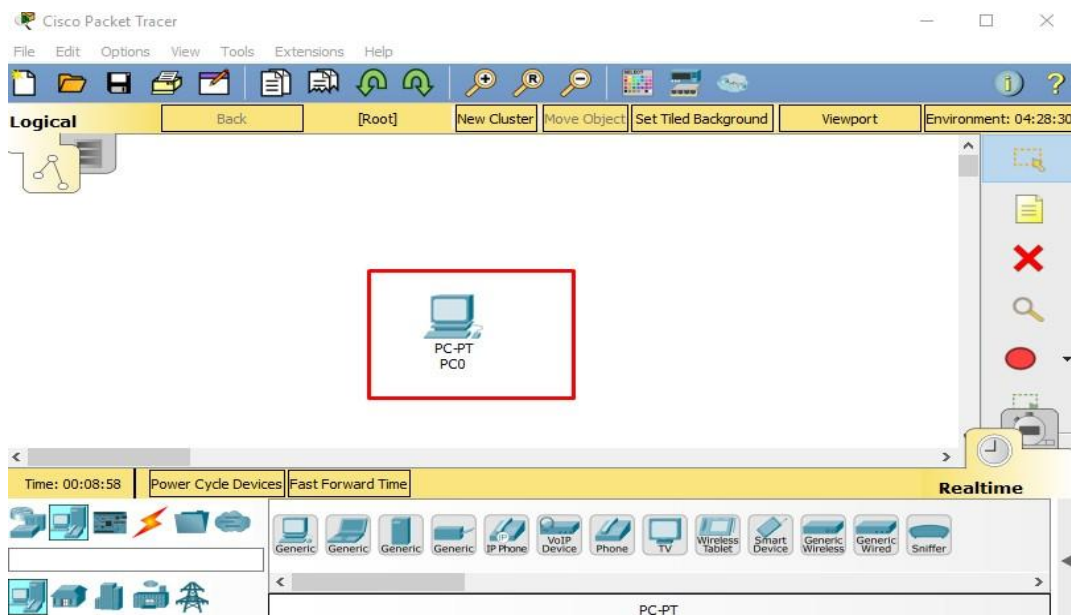 Cisco Packet Tracer
File Edit Options View Tools Extensions Help
Logical Back [Root] New Cluster Move Object Set Tiled Background Viewport Environment: 04:28:30
PC-PT
PC0
Time: 00:08:58 Power Cycle Devices Fast Forward Time Realtime
Generic Generic Generic Generic IP Phone VoIP Device Phone TV Wireless Tablet Smart Device Generic Wireless Generic Wired Sniffer
PC-PT